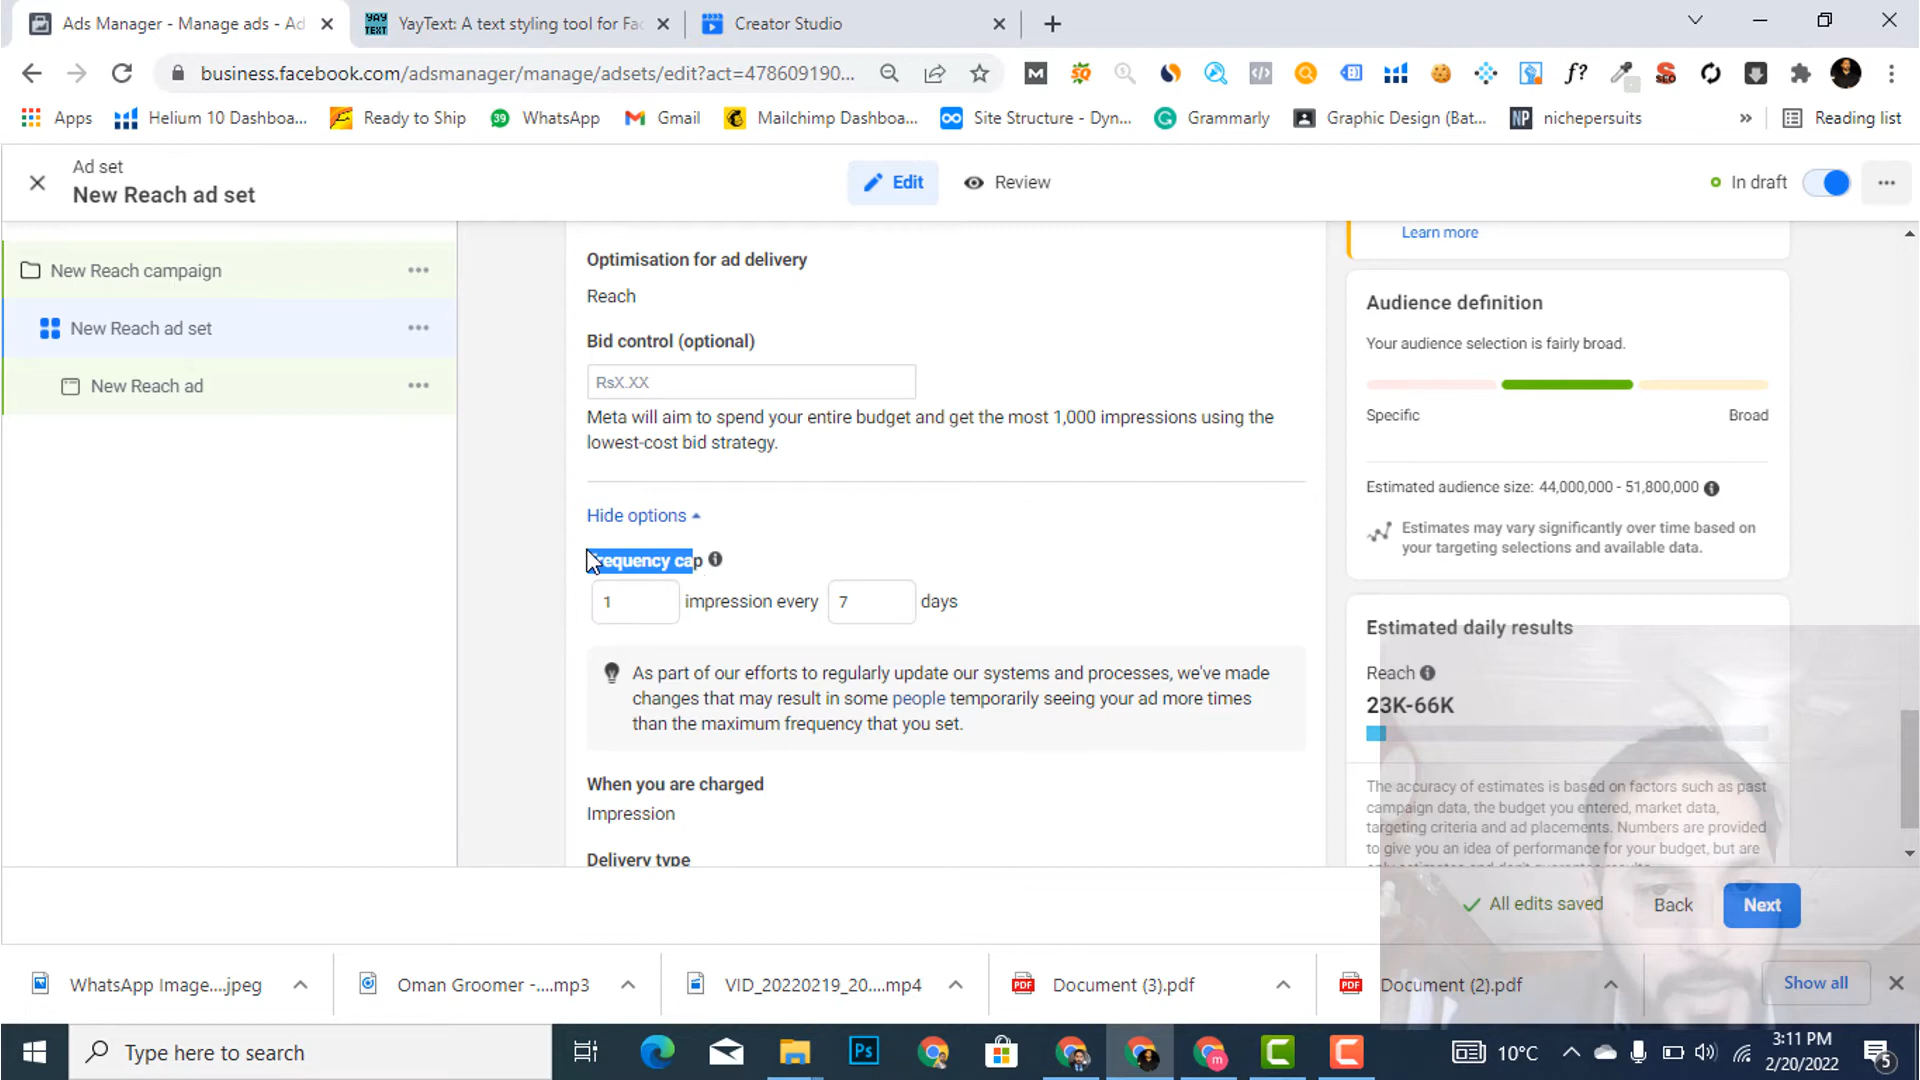 Ads Manager - Manage ads - Ad
YayText: A text styling tool for Fac
Creator Studio
business.facebook.com/adsmanager/manage/adsets/edit?act=478609190...
Apps
Helium 10 Dashboa...
Ready to Ship
39
WhatsApp
Gmail
Mailchimp Dashboa...
Site Structure - Dyn...
Grammarly
Graphic Design (Bat...
nichepersuits
Reading list
Ad set
New Reach ad set
Edit
Review
In draft
New Reach campaign
New Reach ad set
New Reach ad
Optimisation for ad delivery
Reach
Bid control (optional)
RsX.XX
Meta will aim to spend your entire budget and get the most 1,000 impressions using the
lowest-cost bid strategy.
Hide options
Frequency cap
1 impression every 7 days
As part of our efforts to regularly update our systems and processes, we've made
changes that may result in some people temporarily seeing your ad more times
than the maximum frequency that you set.
When you are charged
Impression
Delivery type
Learn more
Audience definition
Your audience selection is fairly broad.
Specific
Broad
Estimated audience size: 44,000,000 - 51,800,000
Estimates may vary significantly over time based on
your targeting selections and available data.
Estimated daily results
Reach
23K-66K
The accuracy of estimates is based on factors such as past
campaign data, the budget you entered, market data,
targeting criteria and ad placements. Numbers are provided
to give you an idea of performance for your budget, but are
only estimates and don't guarantee results.
All edits saved
Back
Next
WhatsApp Image....jpeg
Oman Groomer -....mp3
VID_20220219_20....mp4
Document (3).pdf
Document (2).pdf
Show all
Type here to search
Ps
10°C
3:11 PM
2/20/2022
5